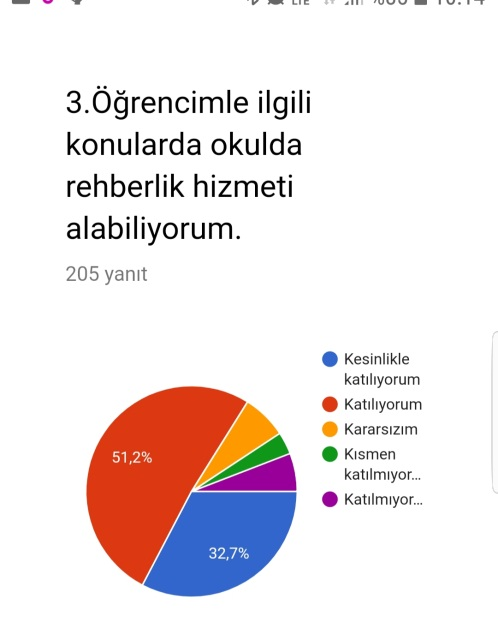 3.Öğrencimle ilgili
konularda okulda
rehberlik hizmeti
alabiliyorum.
205 yanıt
Kesinlikle
katılıyorum
Katılıyorum
Kararsızım
Kısmen
katılmıyor...
Katılmıyor...
51,2%
32,7%